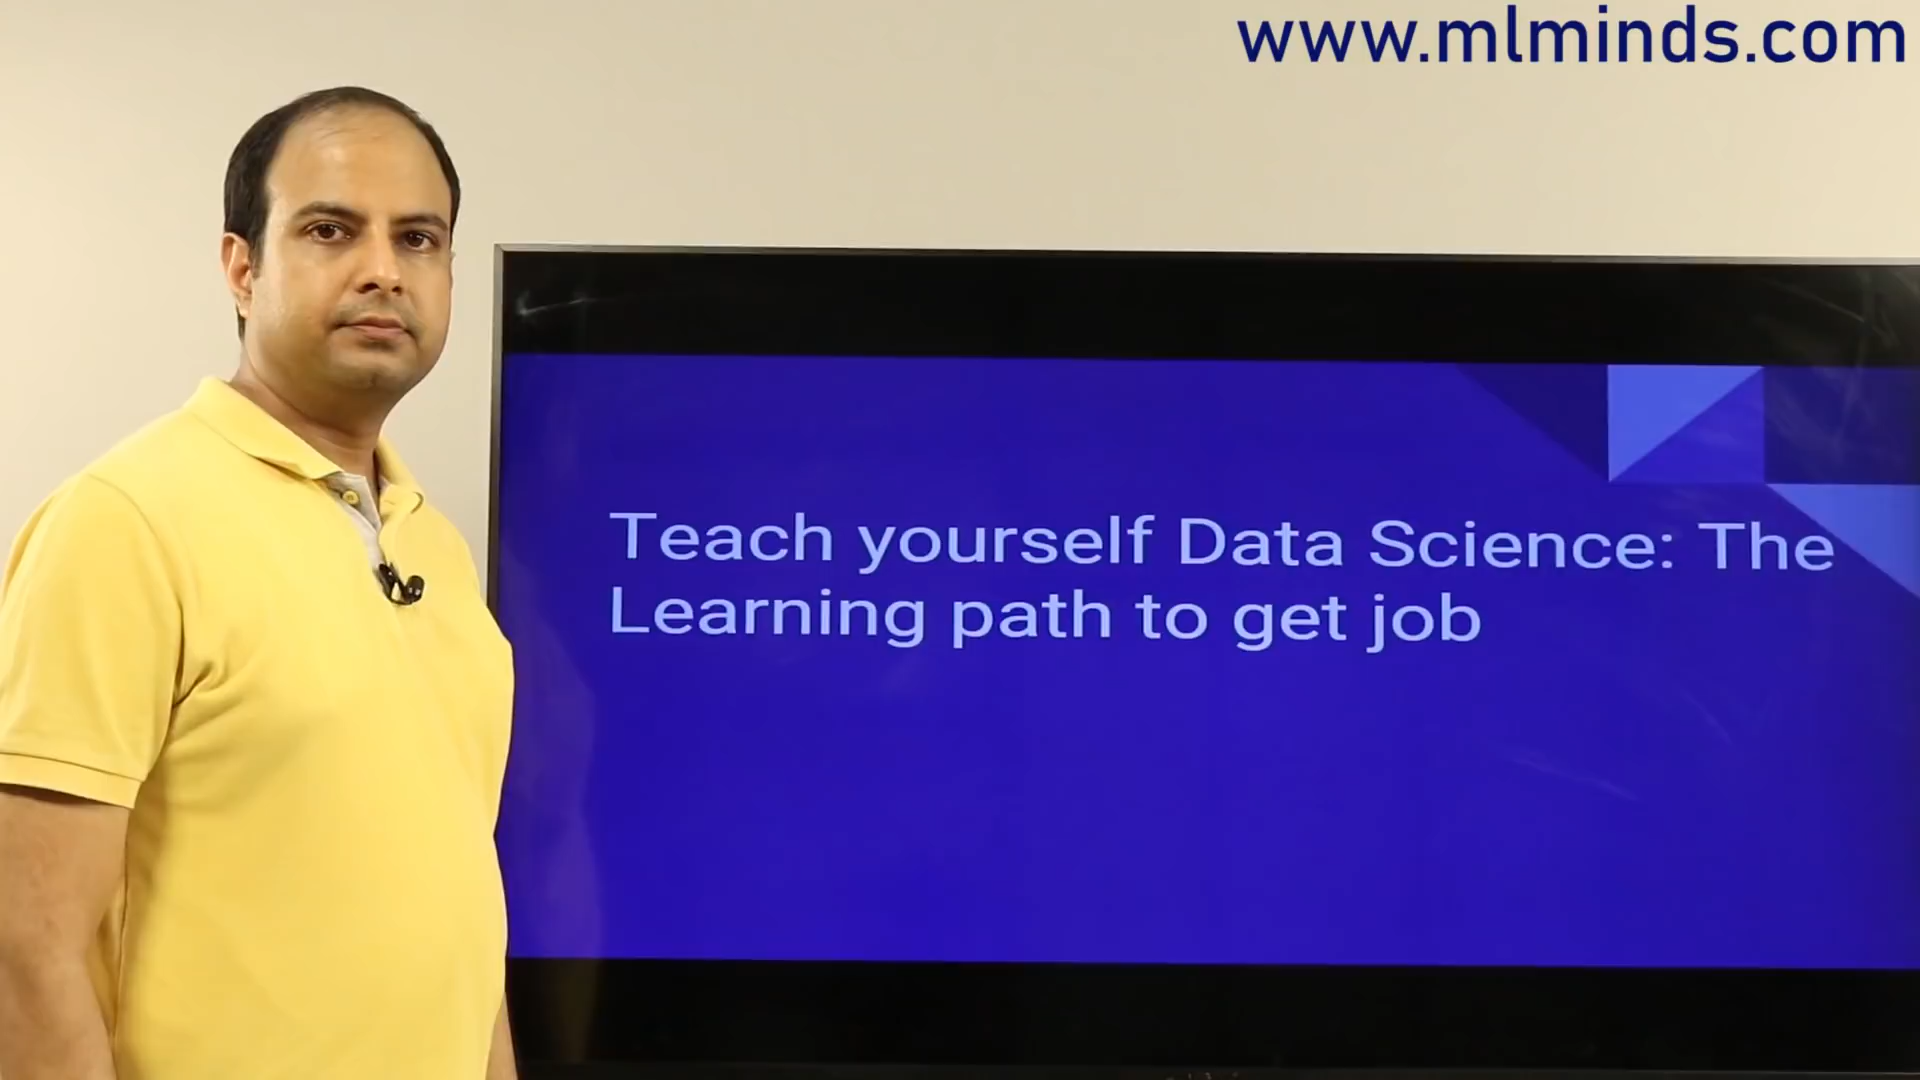 www.mlminds.com
Teach yourself Data Science: The
Learning path to get job